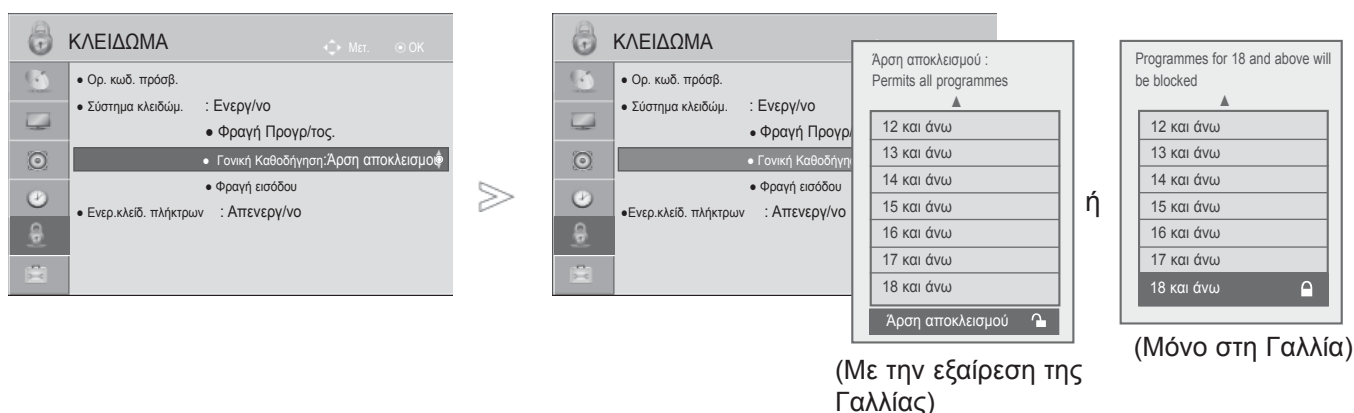 ΚΛΕΙΔΩΜΑ
Μετ. OK
● Ορ. κωδ. πρόσβ.
● Σύστημα κλειδώμ. : Ενεργ/νο
● Φραγή Προγρ/τος.
● Γονική Καθοδήγηση:Άρση αποκλεισμού
● Φραγή εισόδου
● Ενερ.κλείδ. πλήκτρων : Απενεργ/νο
ΚΛΕΙΔΩΜΑ
● Ορ. κωδ. πρόσβ.
● Σύστημα κλειδώμ. : Ενεργ/νο
● Φραγή Προγρ/
● Γονική Καθοδήγη
● Φραγή εισόδου
●Ενερ.κλείδ. πλήκτρων : Απενεργ/νο
Άρση αποκλεισμού :
Permits all programmes
12 και άνω
13 και άνω
14 και άνω
15 και άνω
16 και άνω
17 και άνω
18 και άνω
Άρση αποκλεισμού
(Με την εξαίρεση της
Γαλλίας)
ή
Programmes for 18 and above will
be blocked
12 και άνω
13 και άνω
14 και άνω
15 και άνω
16 και άνω
17 και άνω
18 και άνω
(Μόνο στη Γαλλία)